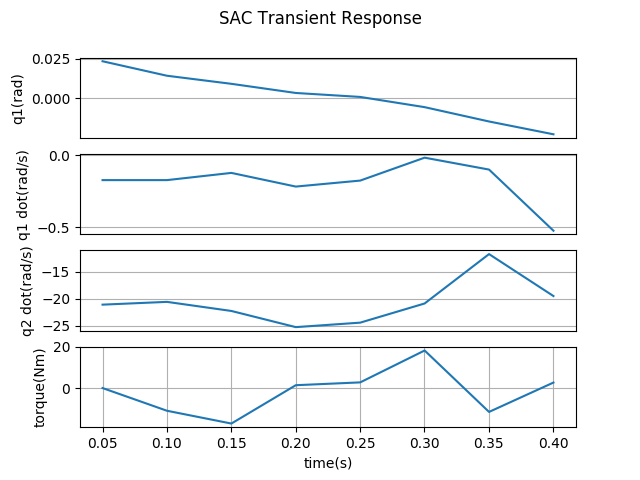 SAC Transient Response
0.025
0.000
q1(rad)
0.0
−0.5
q1 dot(rad/s)
−15
−20
−25
q2 dot(rad/s)
20
0
torque(Nm)
0.05 0.10 0.15 0.20 0.25 0.30 0.35 0.40
time(s)